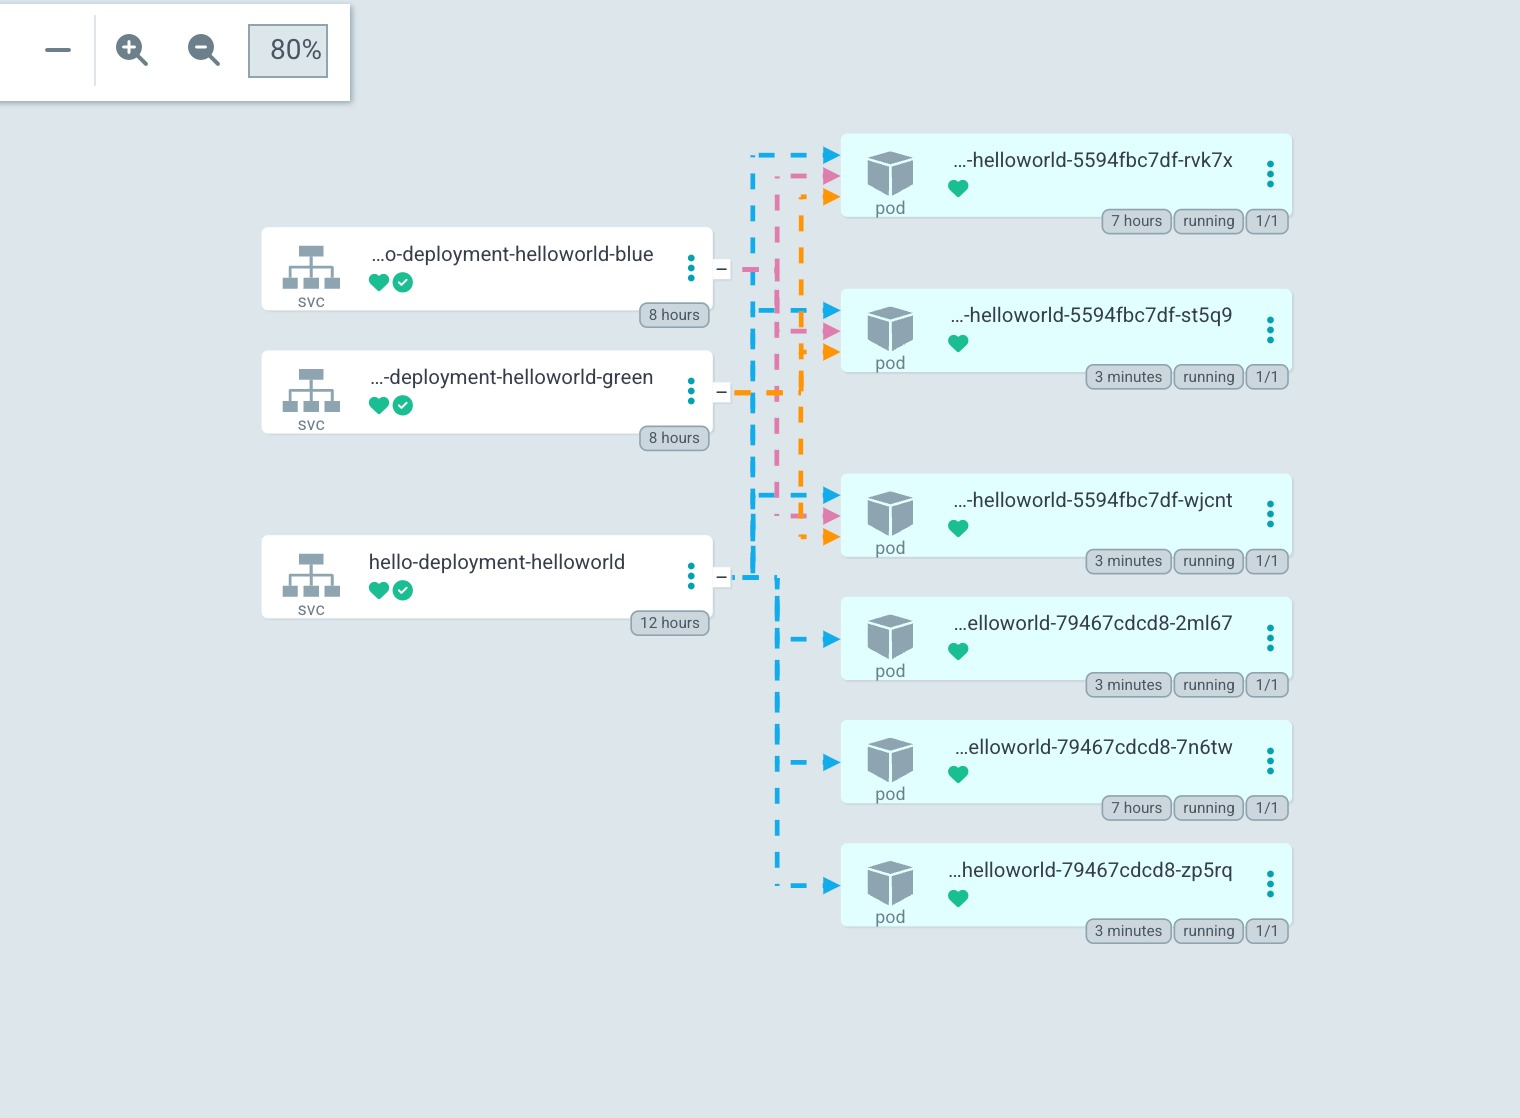 80%
…o-deployment-helloworld-blue
svc
8 hours
…-deployment-helloworld-green
svc
8 hours
hello-deployment-helloworld
svc
12 hours
…-helloworld-5594fbc7df-rvk7x
pod
7 hours running 1/1
…-helloworld-5594fbc7df-st5q9
pod
3 minutes running 1/1
…-helloworld-5594fbc7df-wjcnt
pod
3 minutes running 1/1
…elloworld-79467cdcd8-2ml67
pod
3 minutes running 1/1
…elloworld-79467cdcd8-7n6tw
pod
7 hours running 1/1
…helloworld-79467cdcd8-zp5rq
pod
3 minutes running 1/1